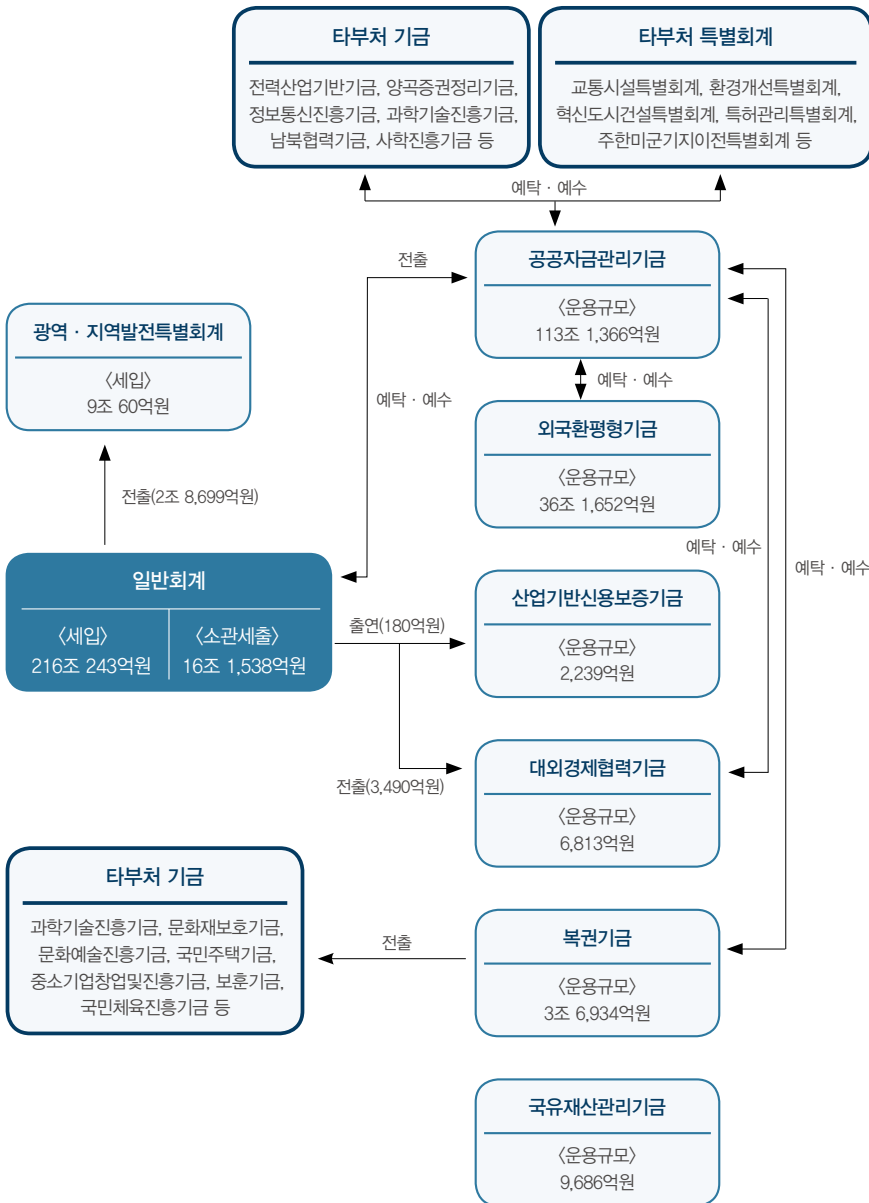 타부처 기금
전력산업기반기금, 양곡증권정리기금,
정보통신진흥기금, 과학기술진흥기금,
남북협력기금, 사학진흥기금 등
타부처 특별회계
교통시설특별회계, 환경개선특별회계,
혁신도시건설특별회계, 특허관리특별회계,
주한미군기지이전특별회계 등
예탁 · 예수
전출
공공자금관리기금
〈운용규모〉
113조 1,366억원
광역 · 지역발전특별회계
〈세입〉
9조 60억원
예탁 · 예수
예탁 · 예수
외국환평형기금
〈운용규모〉
36조 1,652억원
전출(2조 8,699억원)
예탁 · 예수
예탁 · 예수
일반회계
〈세입〉
216조 243억원
〈소관세출〉
16조 1,538억원
출연(180억원)
산업기반신용보증기금
〈운용규모〉
2,239억원
전출(3,490억원)
대외경제협력기금
〈운용규모〉
6,813억원
타부처 기금
과학기술진흥기금, 문화재보호기금,
문화예술진흥기금, 국민주택기금,
중소기업창업및진흥기금, 보훈기금,
국민체육진흥기금 등
전출
복권기금
〈운용규모〉
3조 6,934억원
국유재산관리기금
〈운용규모〉
9,686억원